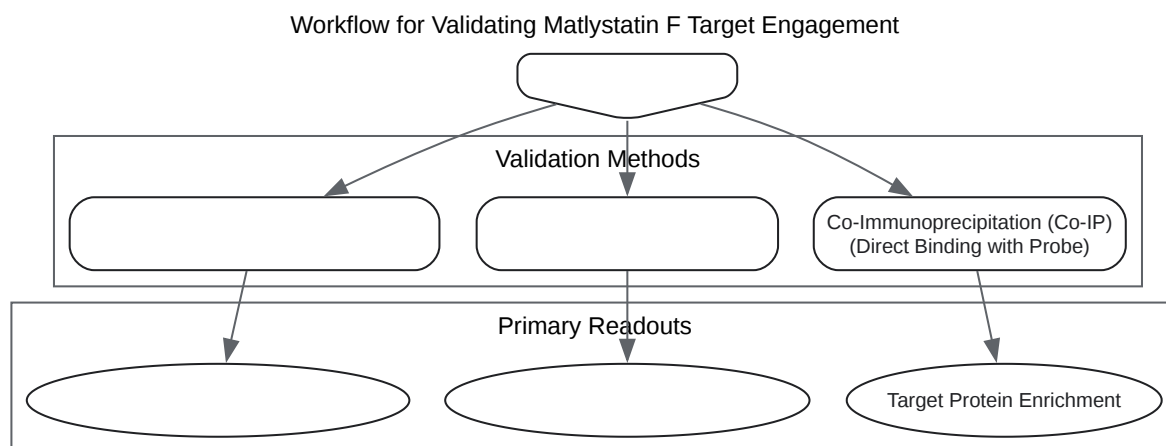 Workflow for Validating Matlystatin F Target Engagement
Validation Methods
Co-Immunoprecipitation (Co-IP)
(Direct Binding with Probe)
Primary Readouts
Target Protein Enrichment